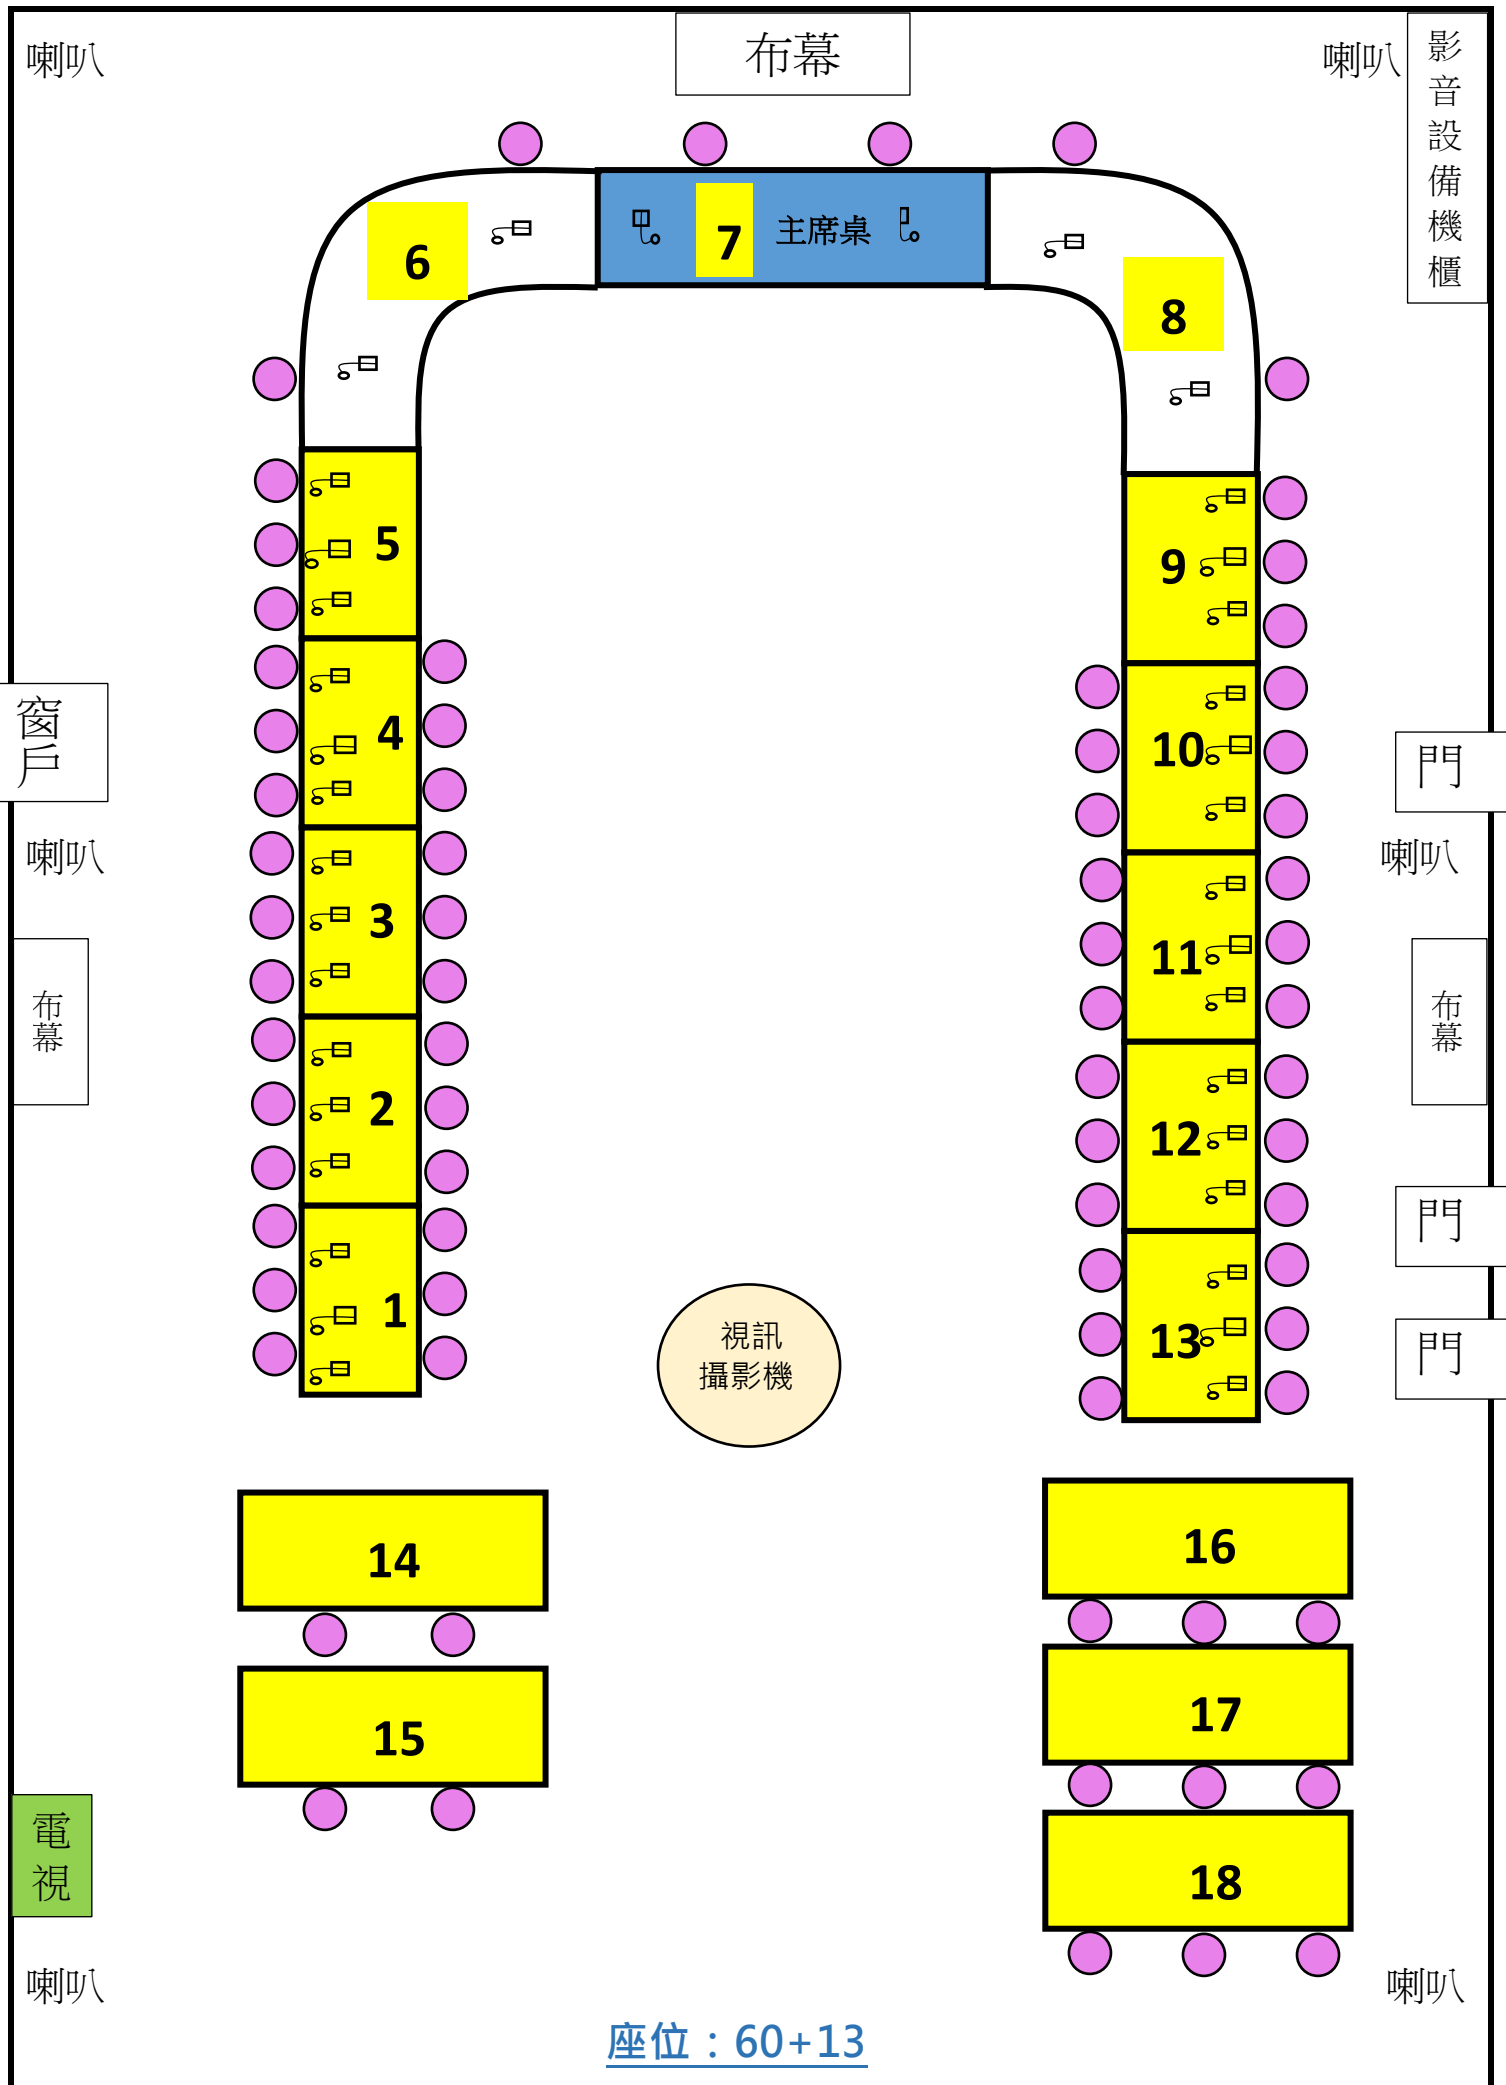 喇叭
布幕
喇叭
影音設備機櫃
6
7
主席桌
8
5
9
窗戶
4
10
門
喇叭
3
喇叭
11
布幕
布幕
2
12
門
1
視訊
攝影機
13
門
14
16
15
17
電視
18
喇叭
喇叭
座位：60+13